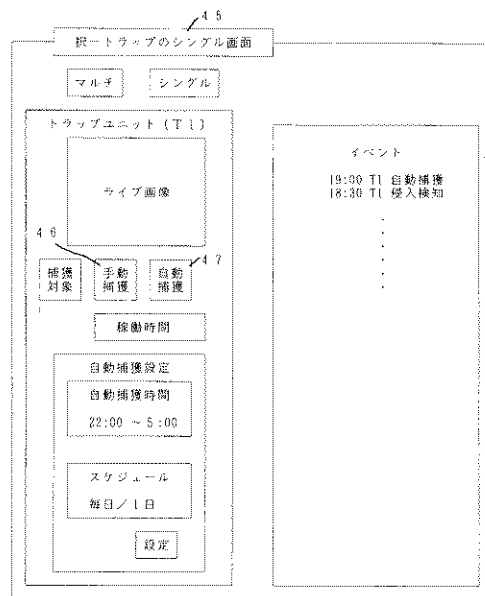 45
択一トラップのシングル画面
マルチ
シングル
トラップユニット(T1)
ライブ画像
46
47
捕獲
対象
手動
捕獲
自動
捕獲
稼働時間
自動捕獲設定
自動捕獲時間
22:00 ~ 5:00
スケジュール
毎日/1日
設定
イベント
19:00 T1 自動捕獲
18:30 T1 侵入検知